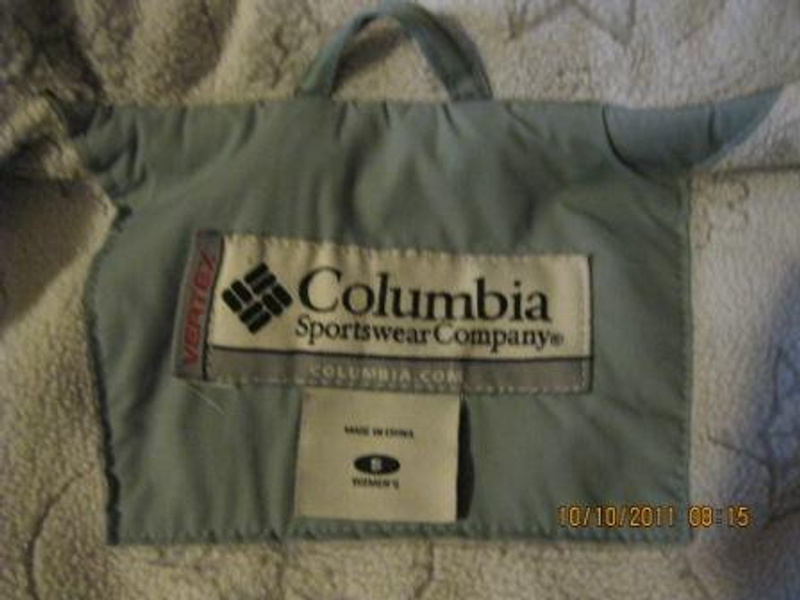 VERTEX
Columbia
Sportswear Company®
COLUMBIA.COM
MADE IN CHINA
S
WOMEN'S
10/10/2011 08:15